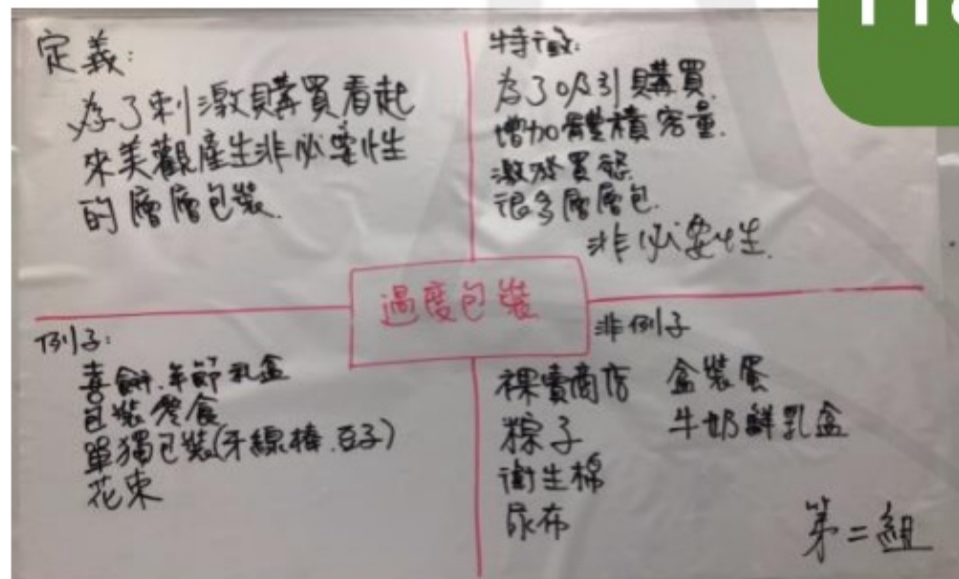 定義:
為了刺激購買看起
來美觀產生非必要性
的層層包裝.
特徵:
為了吸引購買.
增加體積容量.
激發買慾.
很多層層包.
非必要性.
過度包裝
例子:
喜餅.年節礼盒
包裝零食
單獨包裝(牙線棒.豆子)
花束
非例子
裸賣商店 盒裝蛋
粽子 牛奶鮮乳盒
衛生棉
尿布
第二組